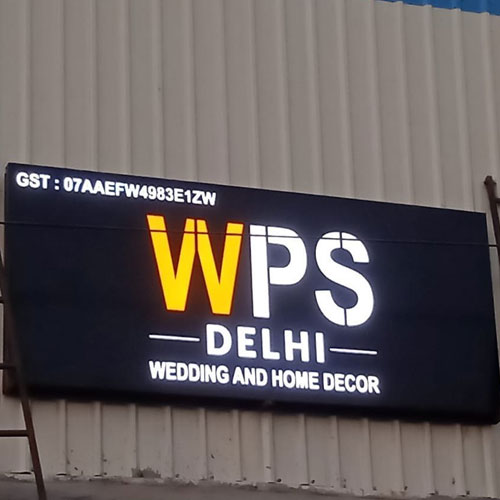 GST : 07AAEFW4983E1ZW
WPS
DELHI
WEDDING AND HOME DECOR